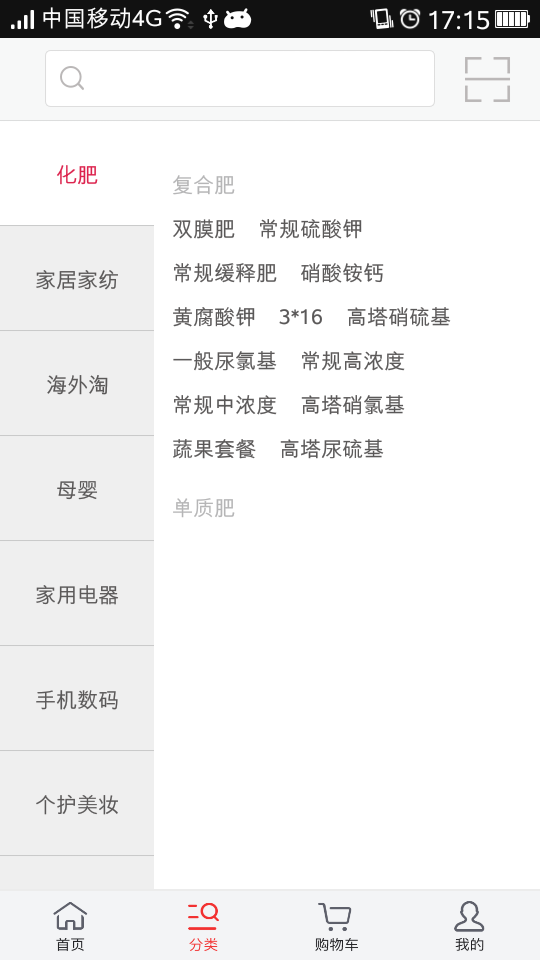 中国移动4G 17:15
化肥
家居家纺
海外淘
母婴
家用电器
手机数码
个护美妆
复合肥
双膜肥 常规硫酸钾
常规缓释肥 硝酸铵钙
黄腐酸钾 3*16 高塔硝硫基
一般尿氯基 常规高浓度
常规中浓度 高塔硝氯基
蔬果套餐 高塔尿硫基
单质肥
首页 分类 购物车 我的